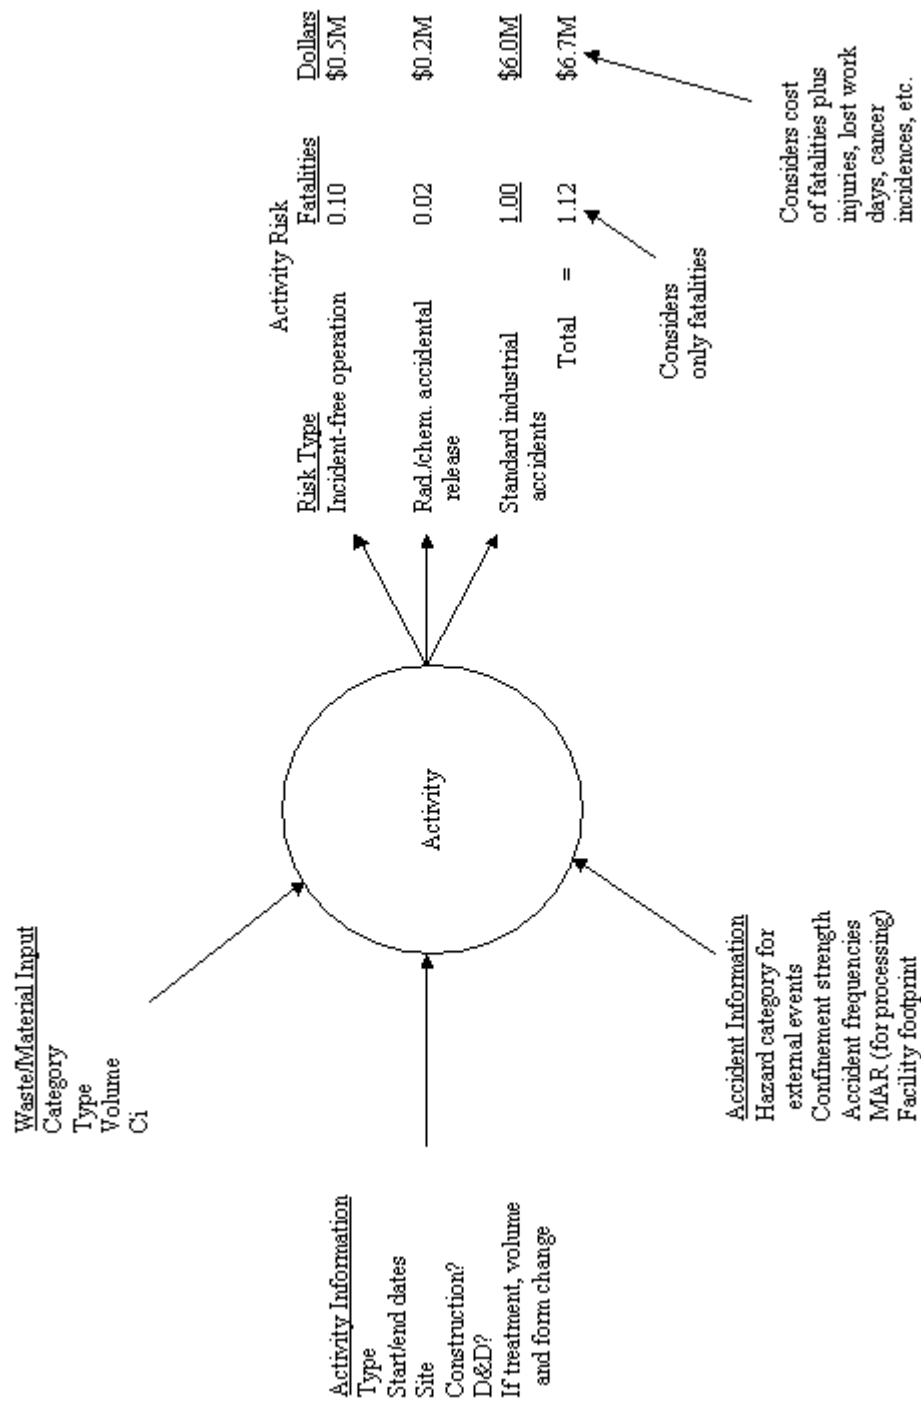 Waste/Material Input
Category
Type
Volume
Ci
Activity Information
Type
Start/end dates
Site
Construction?
D&D?
If treatment, volume
and form change
Accident Information
Hazard category for
external events
Confinement strength
Accident frequencies
MAR (for processing)
Facility footprint
Activity
Activity Risk
Risk Type Fatalities Dollars
Incident-free operation 0.10 $0.5M
Rad./chem. accidental 0.02 $0.2M
release
Standard industrial 1.00 $6.0M
accidents
Total = 1.12 $6.7M
Considers
only fatalities
Considers cost
of fatalities plus
injuries, lost work
days, cancer
incidences, etc.